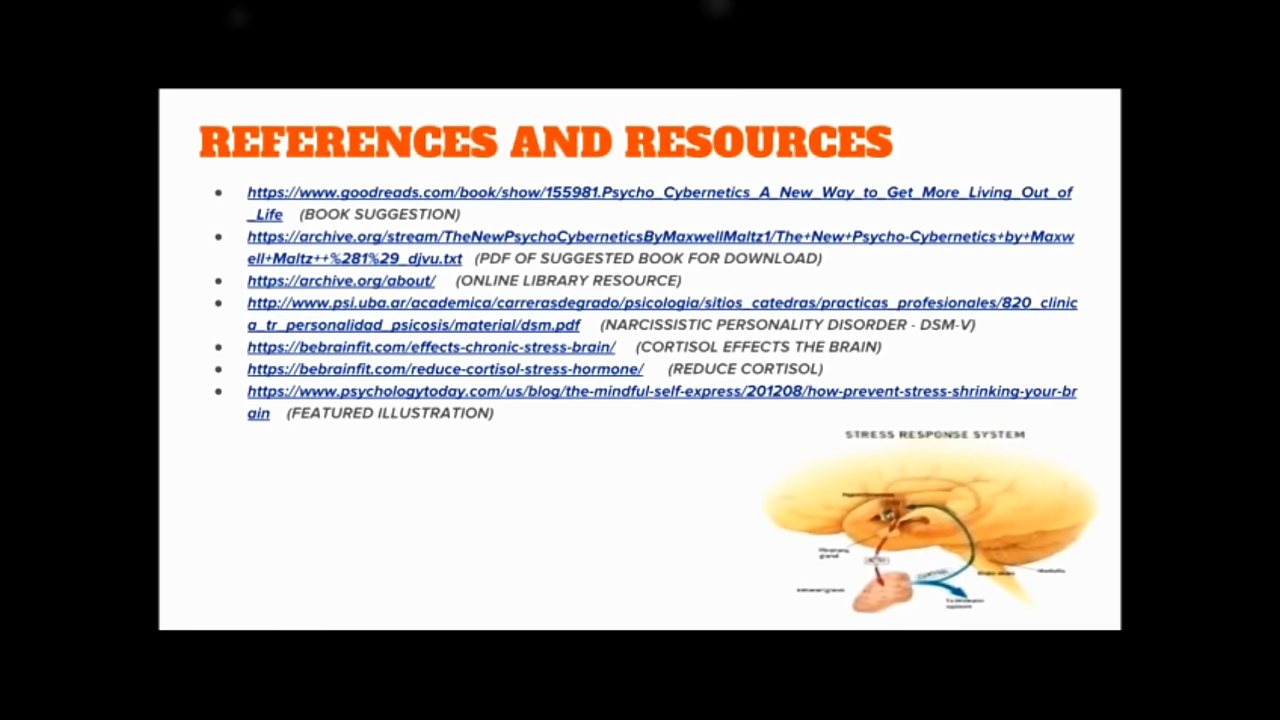 REFERENCES AND RESOURCES
https://www.goodreads.com/book/show/155981.Psycho_Cybernetics_A_New_Way_to_Get_More_Living_Out_of
_Life (BOOK SUGGESTION)
https://archive.org/stream/TheNewPsychoCyberneticsByMaxwellMaltz1/The+New+Psycho-Cybernetics+by+Maxw
ell+Maltz++%281%29_djvu.txt (PDF OF SUGGESTED BOOK FOR DOWNLOAD)
https://archive.org/about/ (ONLINE LIBRARY RESOURCE)
http://www.psi.uba.ar/academica/carrerasdegrado/psicologia/sitios_catedras/practicas_profesionales/820_clinic
a_tr_personalidad_psicosis/material/dsm.pdf (NARCISSISTIC PERSONALITY DISORDER - DSM-V)
https://bebrainfit.com/effects-chronic-stress-brain/ (CORTISOL EFFECTS THE BRAIN)
https://bebrainfit.com/reduce-cortisol-stress-hormone/ (REDUCE CORTISOL)
https://www.psychologytoday.com/us/blog/the-mindful-self-express/201208/how-prevent-stress-shrinking-your-br
ain (FEATURED ILLUSTRATION)
STRESS RESPONSE SYSTEM